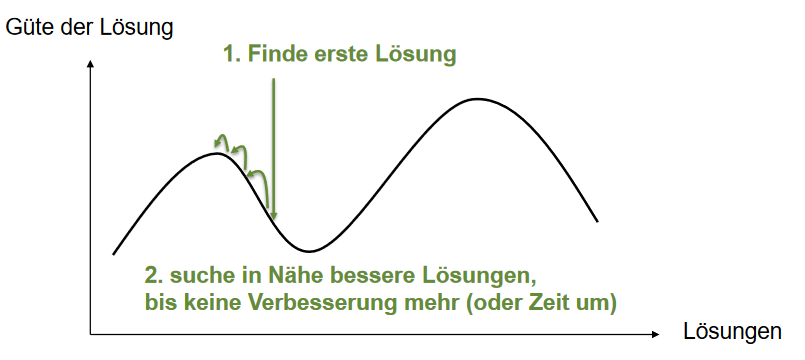 Güte der Lösung
1. Finde erste Lösung
2. suche in Nähe bessere Lösungen,
bis keine Verbesserung mehr (oder Zeit um)
Lösungen